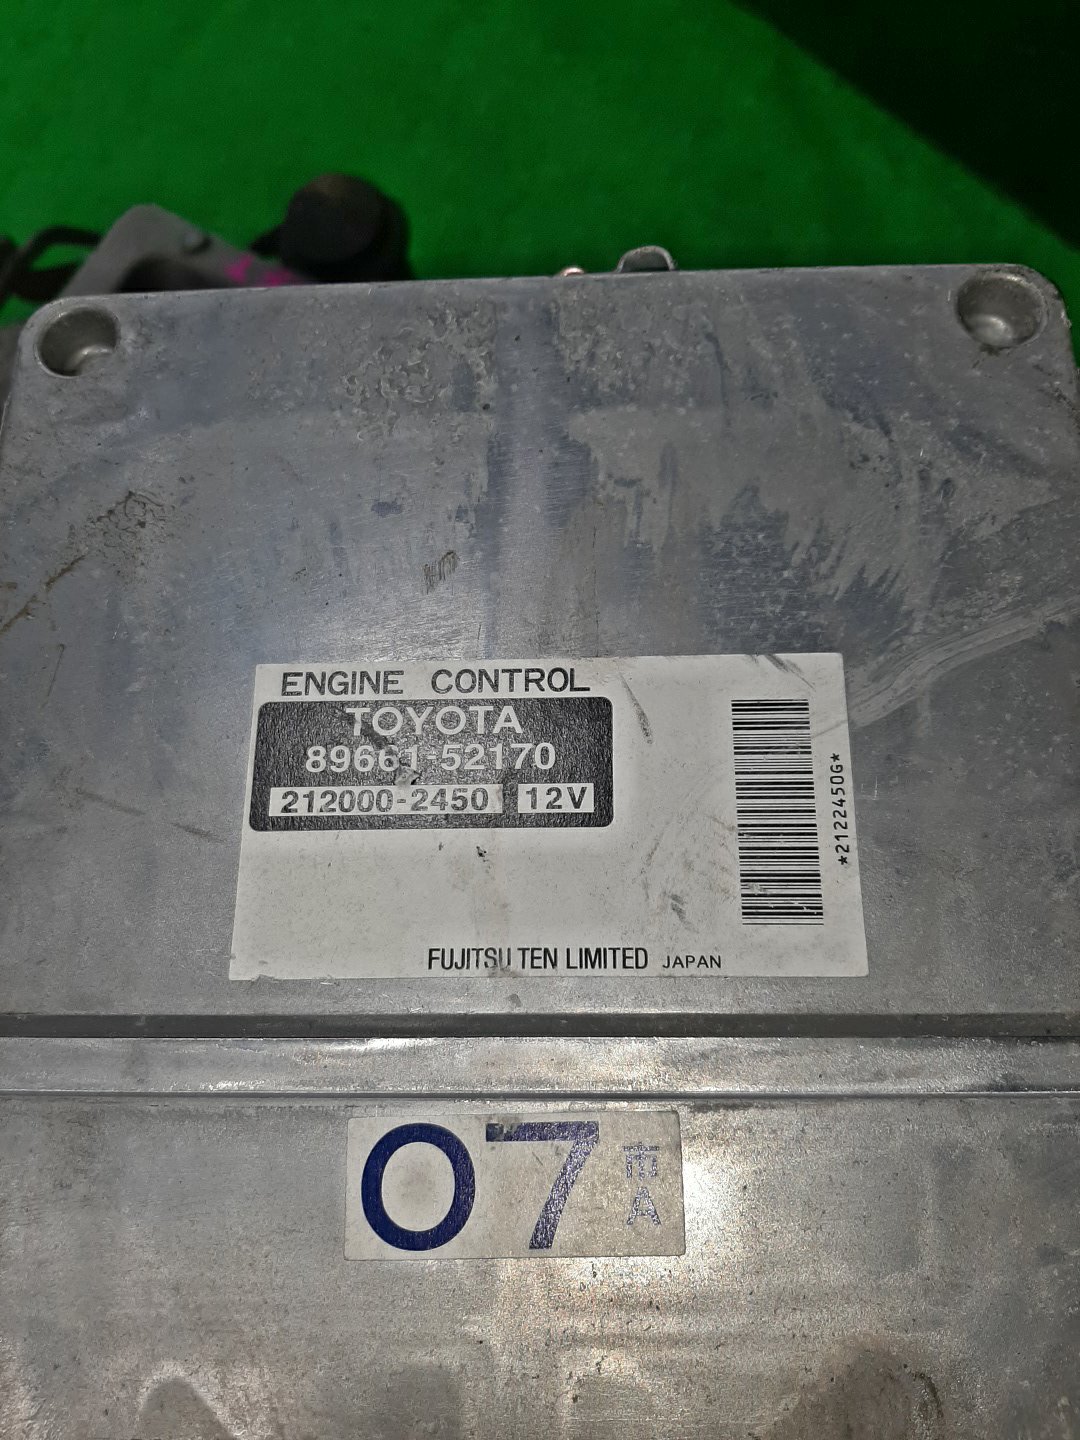 ENGINE CONTROL
TOYOTA
89661-52170
212000-2450 12V
*2122450G*
FUJITSU TEN LIMITED JAPAN
07
A